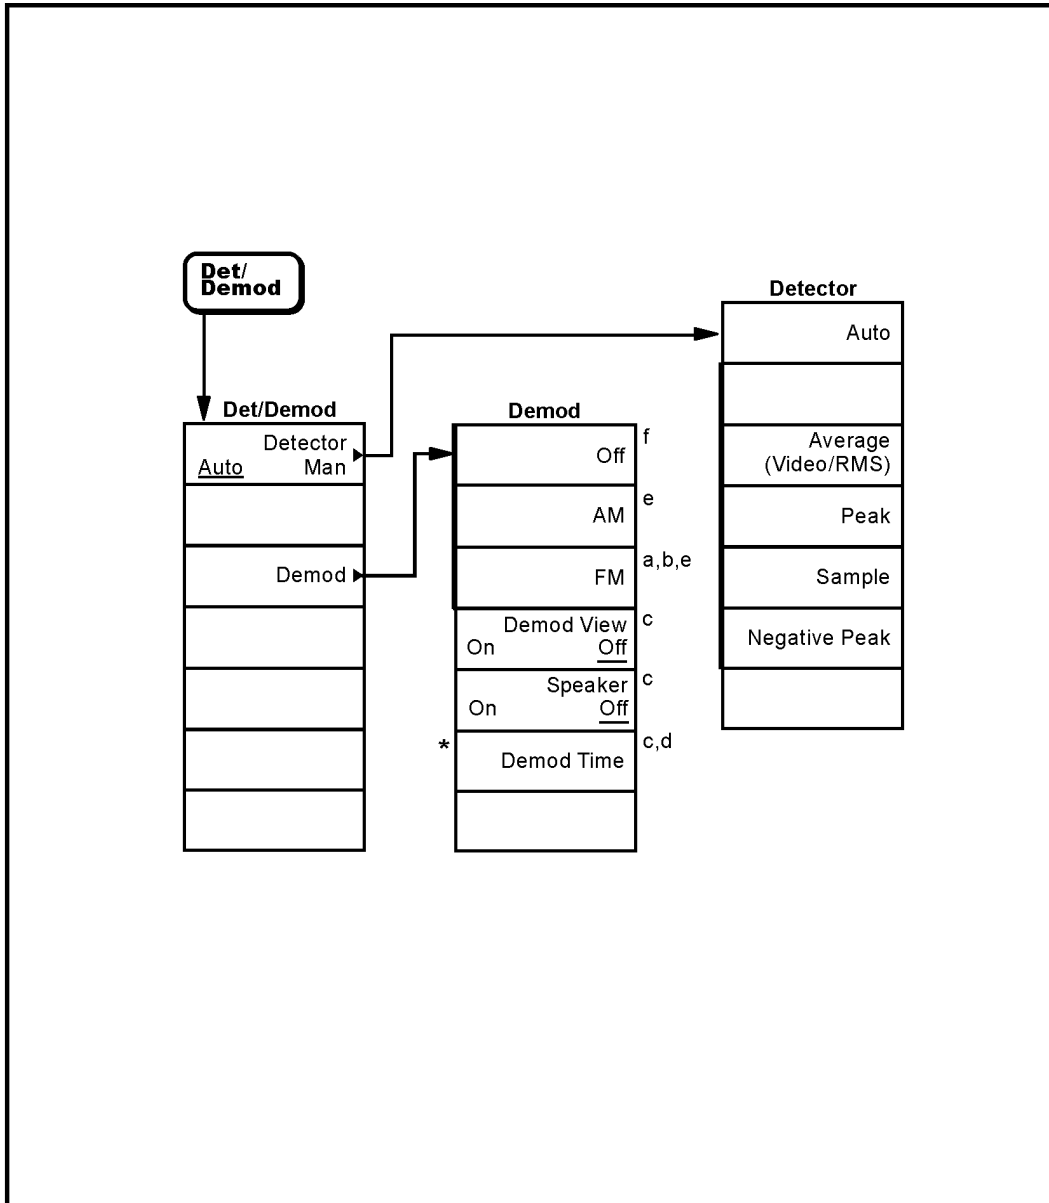 Det/
Demod
Det/Demod
Detector
Auto Man
Demod
Demod
Off f
AM e
FM a,b,e
Demod View c
On Off
Speaker c
On Off
* Demod Time c,d
Detector
Auto
Average
(Video/RMS)
Peak
Sample
Negative Peak